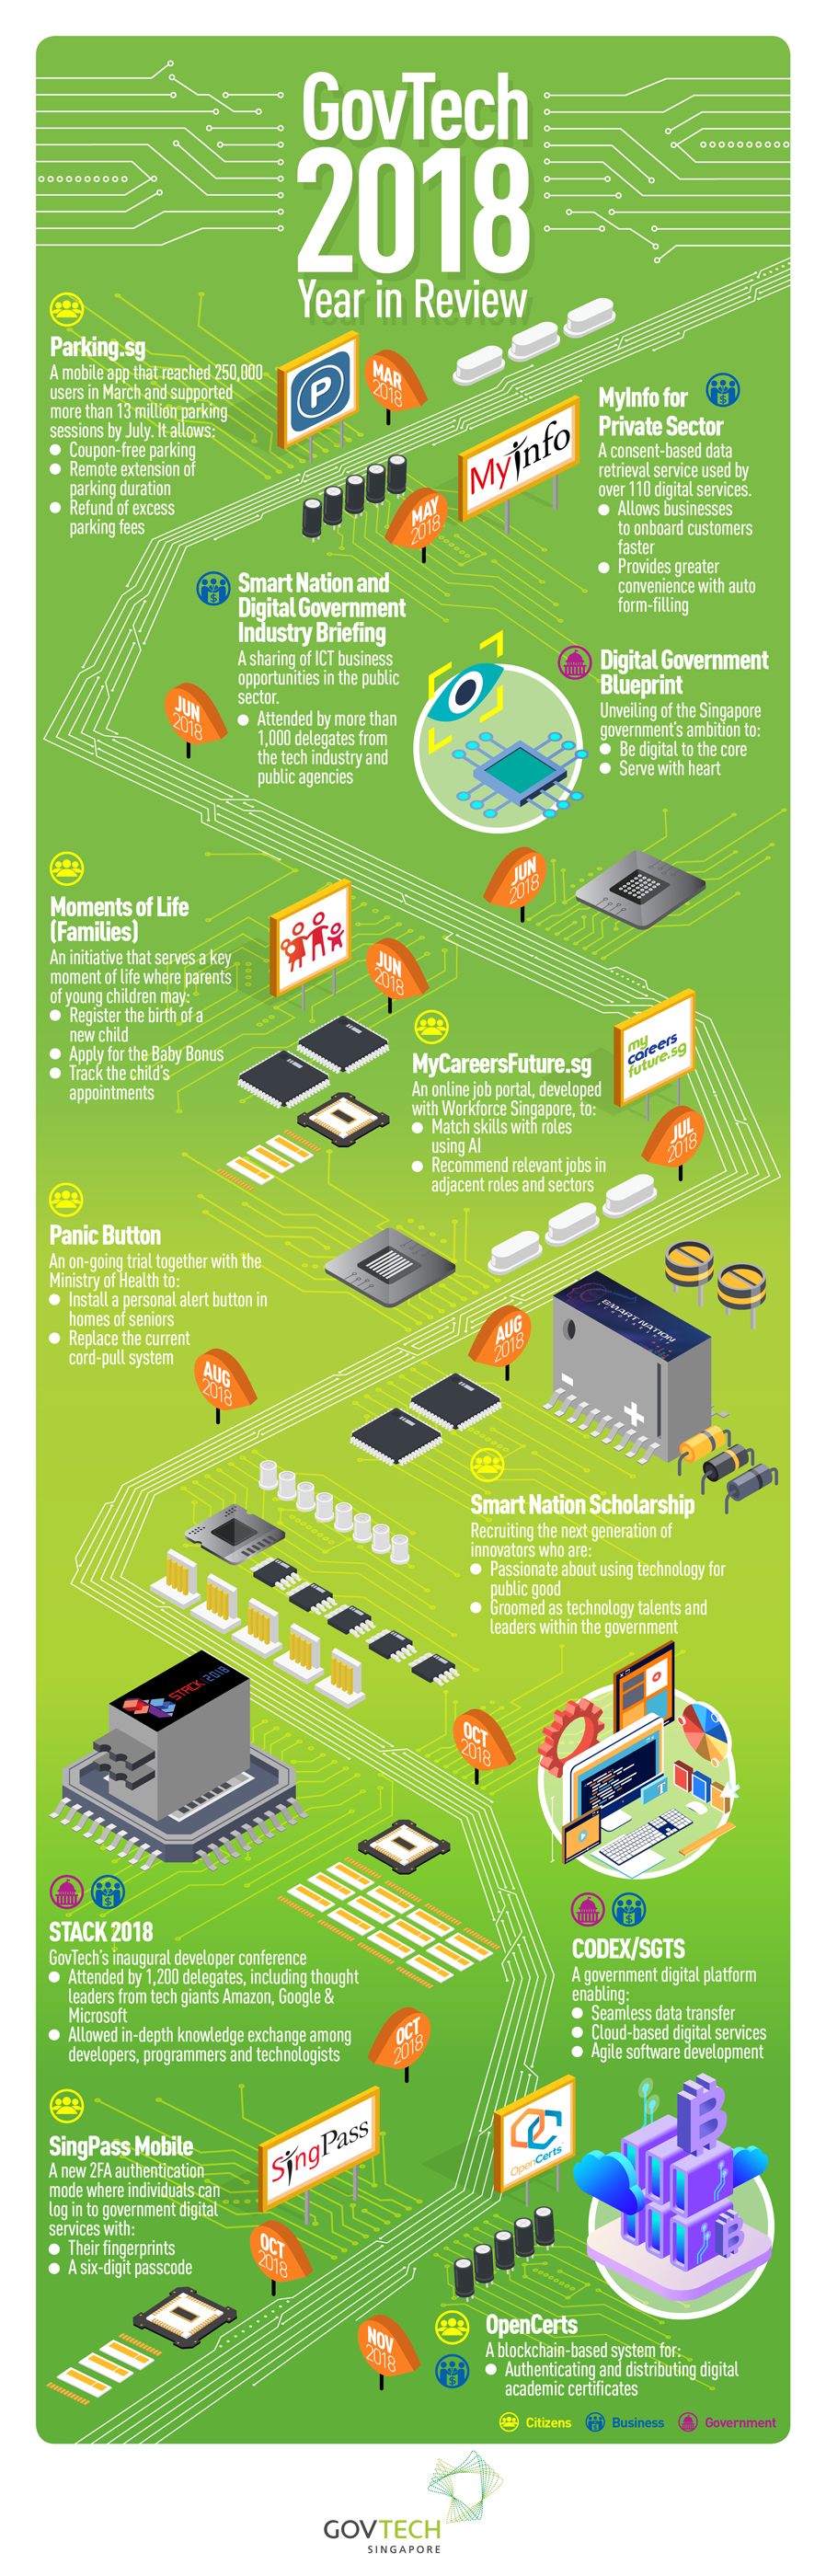 GovTech
2018
Year in Review
Parking.sg
A mobile app that reached 250,000
users in March and supported
more than 13 million parking
sessions by July. It allows:
Coupon-free parking
Remote extension of
parking duration
Refund of excess
parking fees
P
MAR
2018
MyInfo for
Private Sector
A consent-based data
retrieval service used by
over 110 digital services.
Allows businesses
to onboard customers
faster
Provides greater
convenience with auto
form-filling
MyInfo
MAY
2018
Smart Nation and
Digital Government
Industry Briefing
A sharing of ICT business
opportunities in the public
sector.
Attended by more than
1,000 delegates from
the tech industry and
public agencies
JUN
2018
Digital Government
Blueprint
Unveiling of the Singapore
government's ambition to:
Be digital to the core
Serve with heart
JUN
2018
Moments of Life
(Families)
An initiative that serves a key
moment of life where parents
of young children may:
Register the birth of a
new child
Apply for the Baby Bonus
Track the child's
appointments
JUN
2018
MyCareersFuture.sg
An online job portal, developed
with Workforce Singapore, to:
Match skills with roles
using AI
Recommend relevant jobs in
adjacent roles and sectors
my
careers
future.sg
JUL
2018
Panic Button
An on-going trial together with the
Ministry of Health to:
Install a personal alert button in
homes of seniors
Replace the current
cord-pull system
AUG
2018
AUG
2018
SMART NATION
SCHOLARSHIP
- +
Smart Nation Scholarship
Recruiting the next generation of
innovators who are:
Passionate about using technology for
public good
Groomed as technology talents and
leaders within the government
STACK 2018
OCT
2018
STACK 2018
GovTech's inaugural developer conference
Attended by 1,200 delegates, including thought
leaders from tech giants Amazon, Google &
Microsoft
Allowed in-depth knowledge exchange among
developers, programmers and technologists
OCT
2018
CODEX/SGTS
A government digital platform
enabling:
Seamless data transfer
Cloud-based digital services
Agile software development
SingPass Mobile
A new 2FA authentication
mode where individuals can
log in to government digital
services with:
Their fingerprints
A six-digit passcode
SingPass
OCT
2018
OpenCerts
NOV
2018
OpenCerts
A blockchain-based system for:
Authenticating and distributing digital
academic certificates
Citizens Business Government
GOVTECH
SINGAPORE